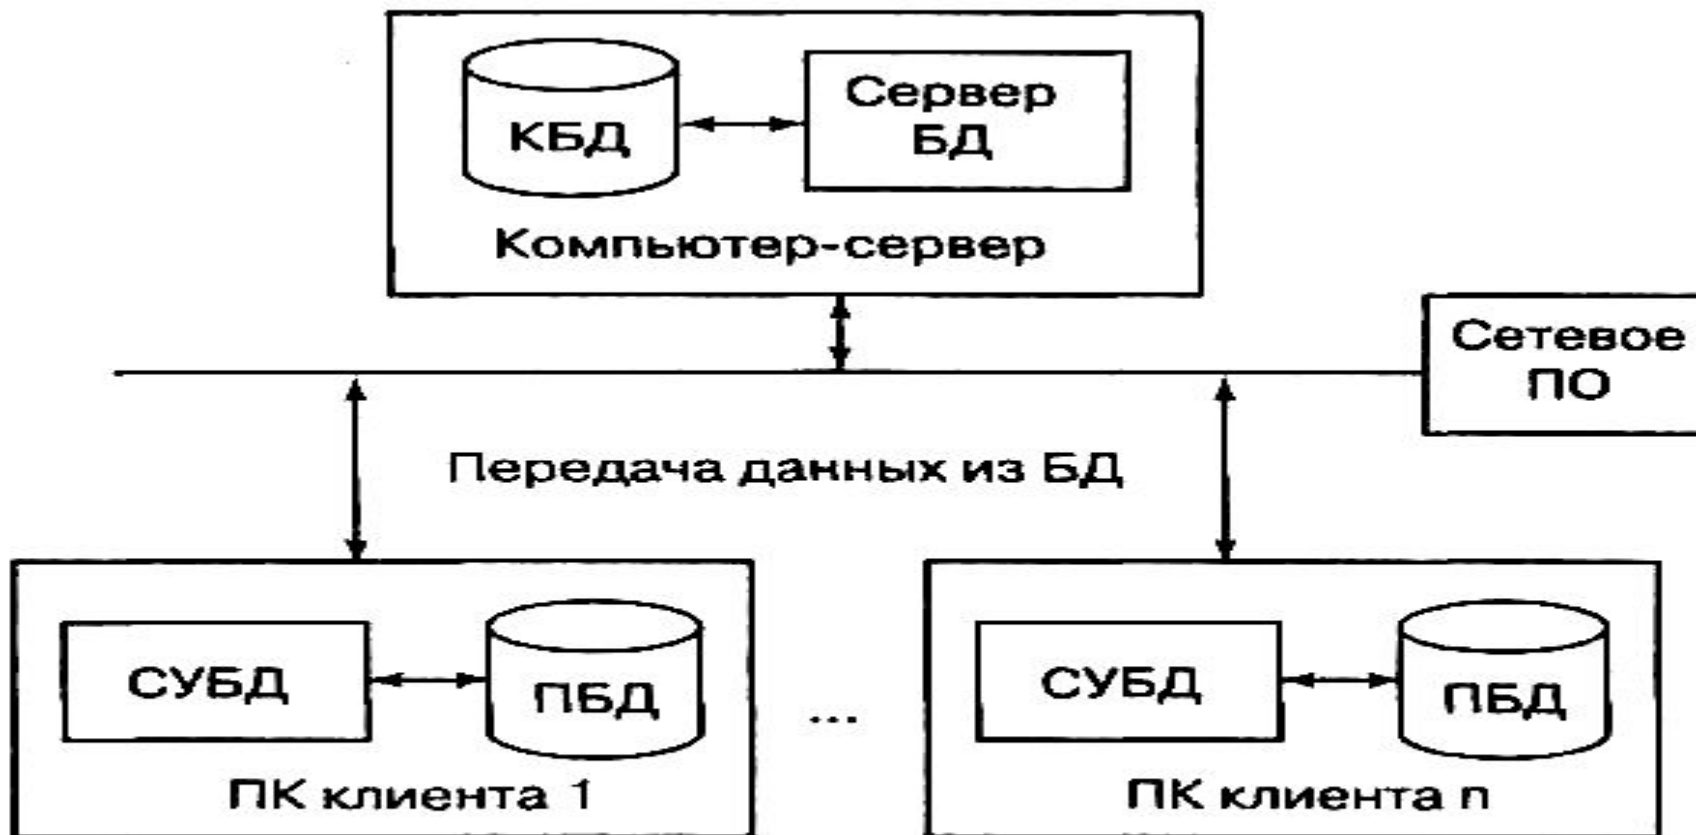 КБД
Сервер
БД
Компьютер-сервер
Сетевое
ПО
Передача данных из БД
СУБД
ПБД
ПК клиента 1
...
СУБД
ПБД
ПК клиента n